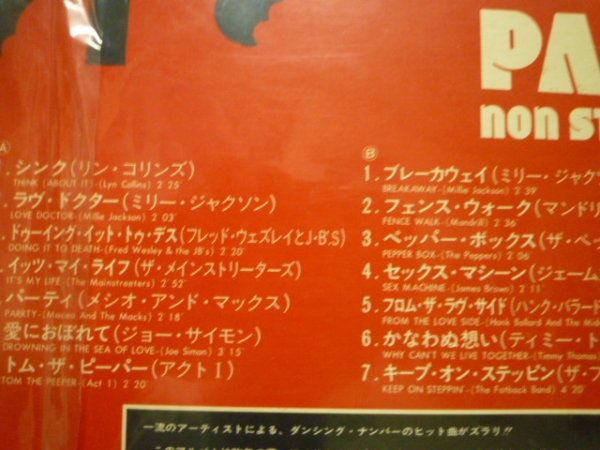 PA
non ST
A
. シンク(リン・コリンズ)
THINK (ABOUT IT)-(Lyn Collins) 2′25″
. ラヴ・ドクター(ミリー・ジャクソン)
LOVE DOCTOR-(Millie Jackson) 2′03″
. ドゥーイング・イット・トゥ・デス(フレッド・ウェズレイとJ・B'S)
DOING IT TO DEATH-(Fred Wesley & the JB's) 2′20″
. イッツ・マイ・ライフ(ザ・メインストリーターズ)
IT'S MY LIFE-(The Mainstreeters) 2′52″
. パーティ(メシオ・アンド・マックス)
PARRTY-(Maceo And The Macks) 2′18″
愛におぼれて(ジョー・サイモン)
DROWNING IN THE SEA OF LOVE-(Joe Simon) 3′15″
トム・ザ・ピーパー(アクトI)
TOM THE PEEPER-(Act 1) 2′20″
B
1. ブレーカウェイ(ミリー・ジャクソ
BREAKAWAY-(Millie Jackson) 2′39″
2. フェンス・ウォーク(マンドリ
FENCE WALK-(Mandrill) 2′36″
3. ペッパー・ボックス(ザ・ペッ
PEPPER BOX-(The Peppers) 2′06″
4. セックス・マシーン(ジェーム
SEX MACHINE-(James Brown) 2′11″
5. フロム・ザ・ラヴ・サイド(ハンク・バラード
FROM THE LOVE SIDE-(Hank Ballard And The Mid
6. かなわぬ想い(ティミー・ト
WHY CAN'T WE LIVE TOGETHER-(Timmy Thomas
7. キープ・オン・ステッピン(ザ・フ
KEEP ON STEPPIN'-(The Fatback Band) 4′20″
一流のアーティストによる、ダンシング・ナンバーのヒット曲がズラリ!!